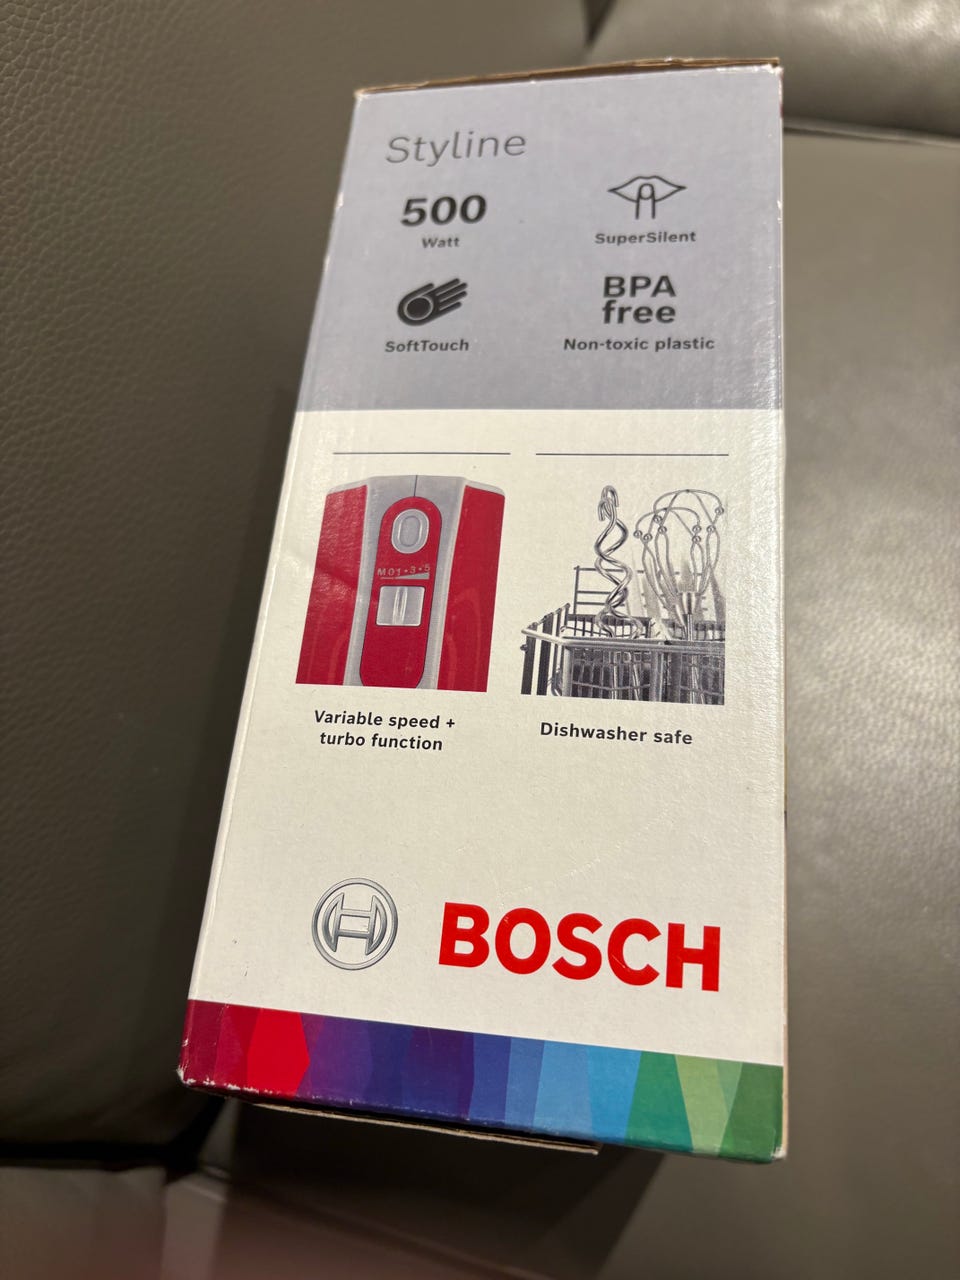 Styline
500
Watt
SuperSilent
SoftTouch
BPA
free
Non-toxic plastic
M 0 1 • 3 • 5
Variable speed +
turbo function
Dishwasher safe
BOSCH